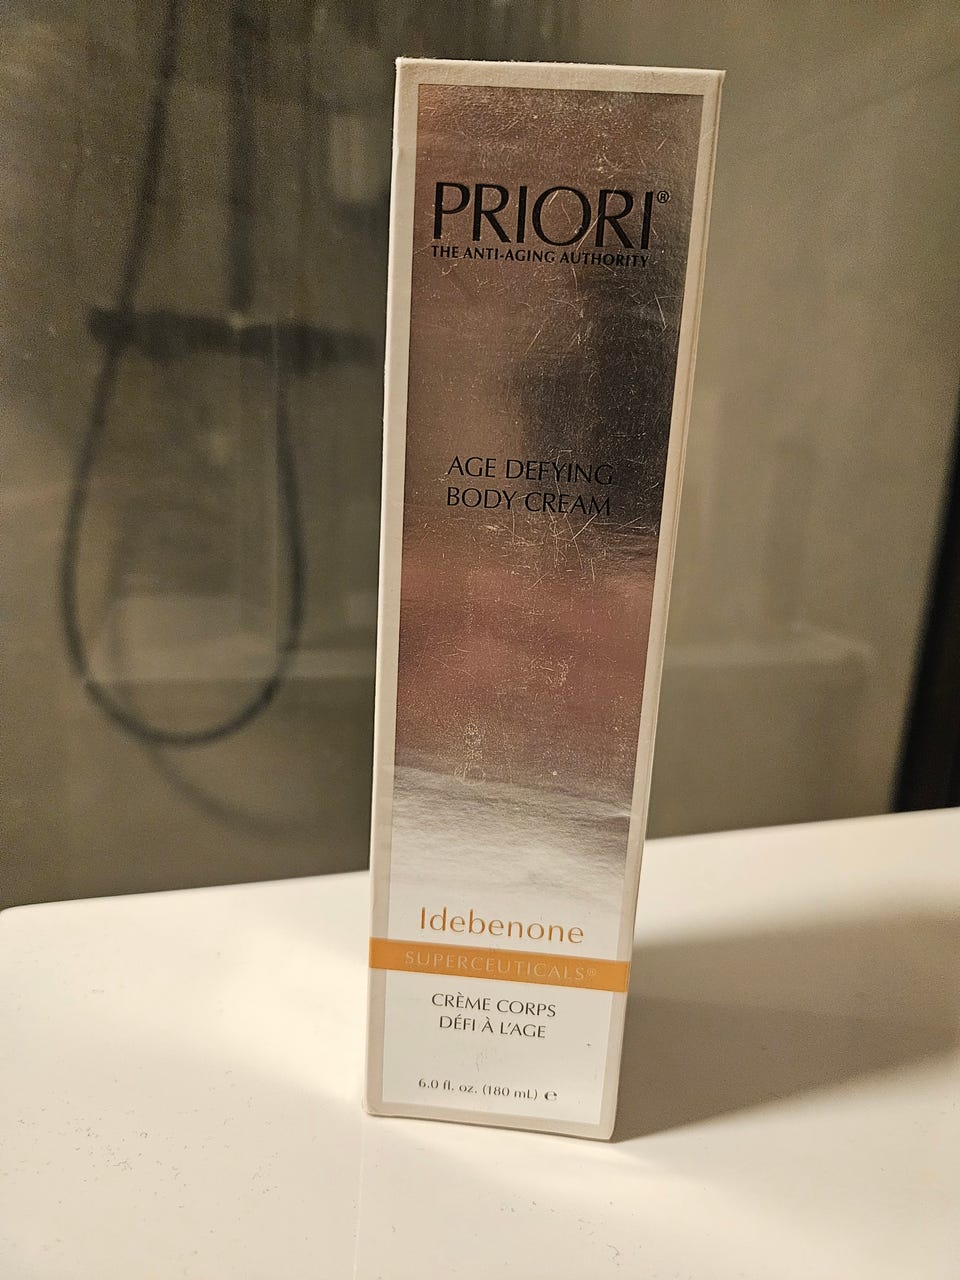 PRIORI®
THE ANTI-AGING AUTHORITY
AGE DEFYING
BODY CREAM
Idebenone
SUPERCEUTICALS®
CRÈME CORPS
DÉFI À L'AGE
6.0 fl. oz. (180 mL) ℮